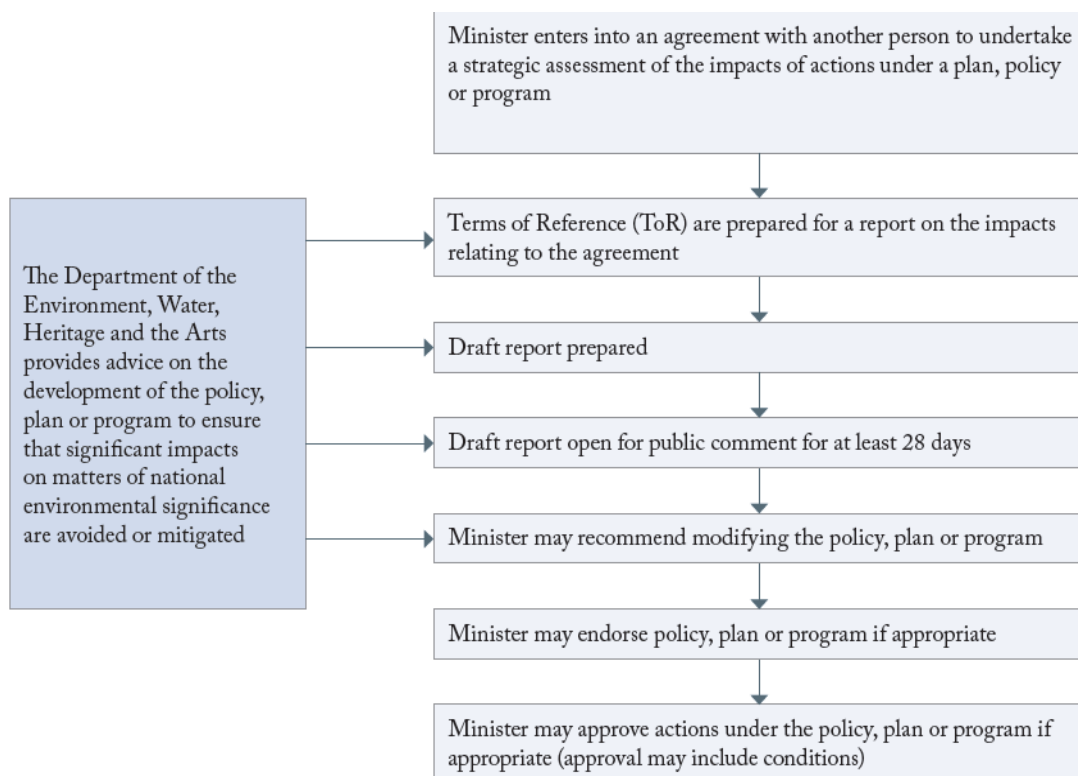 Minister enters into an agreement with another person to undertake
a strategic assessment of the impacts of actions under a plan, policy
or program
Terms of Reference (ToR) are prepared for a report on the impacts
relating to the agreement
The Department of the
Environment, Water,
Heritage and the Arts
provides advice on the
development of the policy,
plan or program to ensure
that significant impacts
on matters of national
environmental significance
are avoided or mitigated
Draft report prepared
Draft report open for public comment for at least 28 days
Minister may recommend modifying the policy, plan or program
Minister may endorse policy, plan or program if appropriate
Minister may approve actions under the policy, plan or program if
appropriate (approval may include conditions)